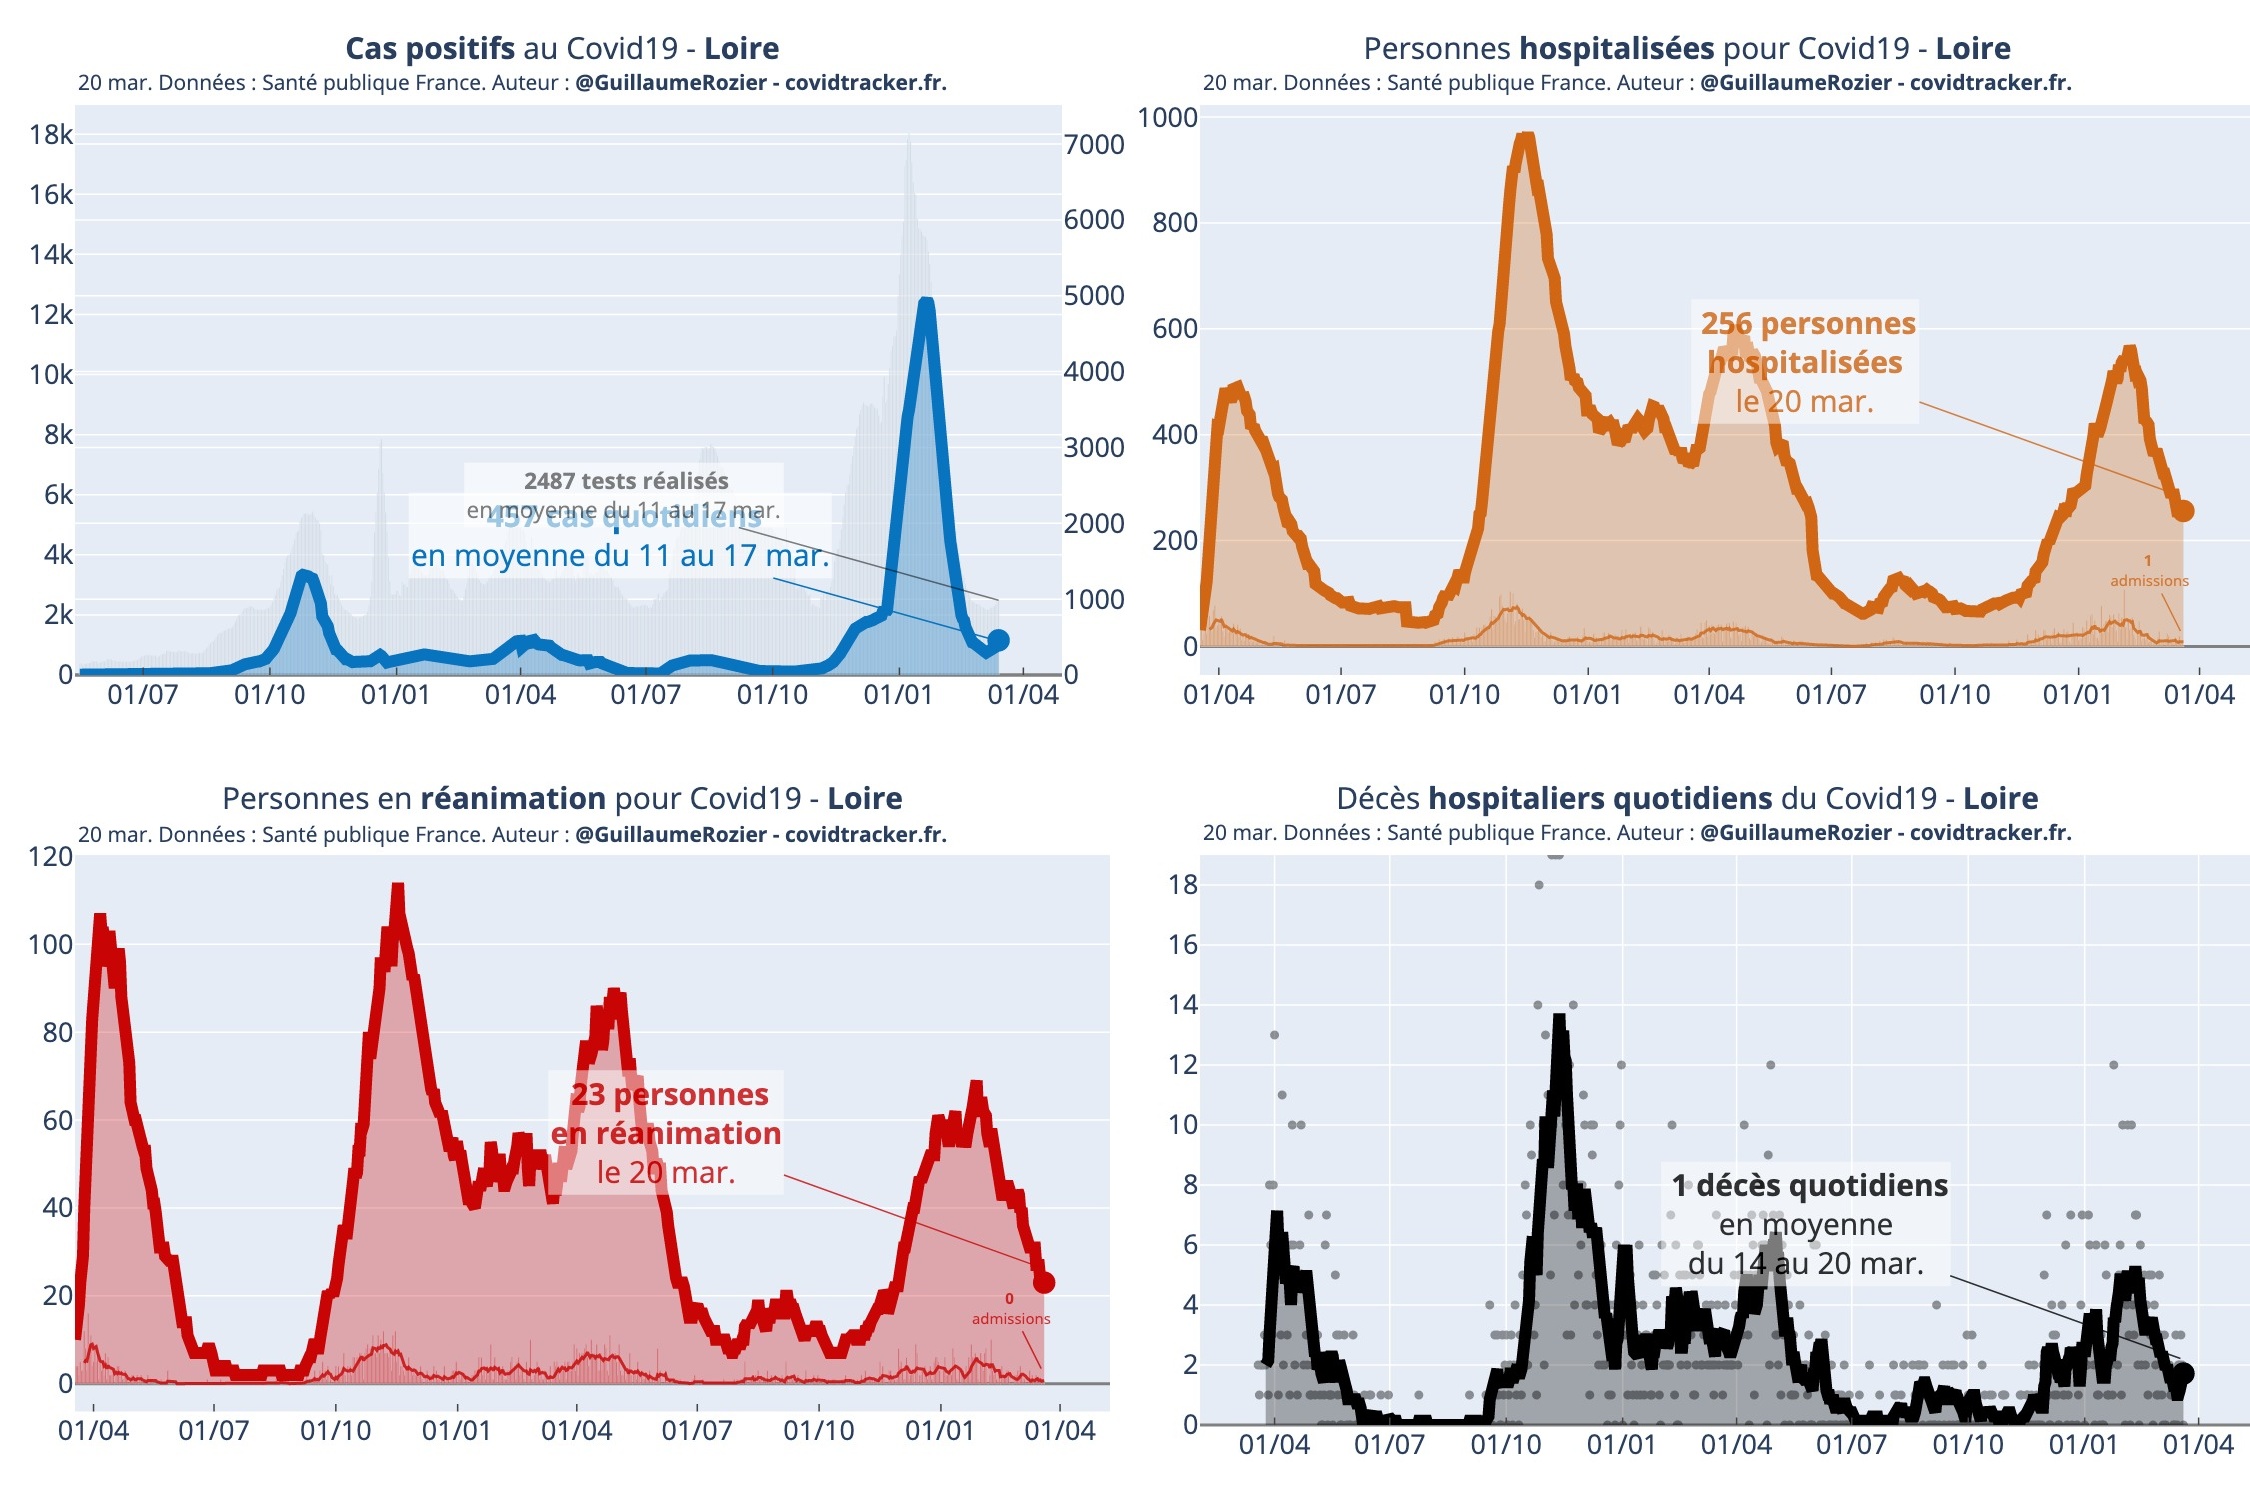 Cas positifs au Covid19 - Loire
20 mar. Données : Santé publique France. Auteur : @GuillaumeRozier - covidtracker.fr.
18k
16k
14k
12k
10k
8k
6k
4k
2k
0
7000
6000
5000
4000
3000
2000
1000
0
2487 tests réalisés
en moyenne du 11 au 17 mar.
457 cas quotidiens
en moyenne du 11 au 17 mar.
01/07 01/10 01/01 01/04 01/07 01/10 01/01 01/04
Personnes hospitalisées pour Covid19 - Loire
20 mar. Données : Santé publique France. Auteur : @GuillaumeRozier - covidtracker.fr.
1000
800
600
400
200
0
256 personnes
hospitalisées
le 20 mar.
1
admissions
01/04 01/07 01/10 01/01 01/04 01/07 01/10 01/01 01/04
Personnes en réanimation pour Covid19 - Loire
20 mar. Données : Santé publique France. Auteur : @GuillaumeRozier - covidtracker.fr.
120
100
80
60
40
20
0
23 personnes
en réanimation
le 20 mar.
0
admissions
01/04 01/07 01/10 01/01 01/04 01/07 01/10 01/01 01/04
Décès hospitaliers quotidiens du Covid19 - Loire
20 mar. Données : Santé publique France. Auteur : @GuillaumeRozier - covidtracker.fr.
18
16
14
12
10
8
6
4
2
0
1 décès quotidiens
en moyenne
du 14 au 20 mar.
01/04 01/07 01/10 01/01 01/04 01/07 01/10 01/01 01/04